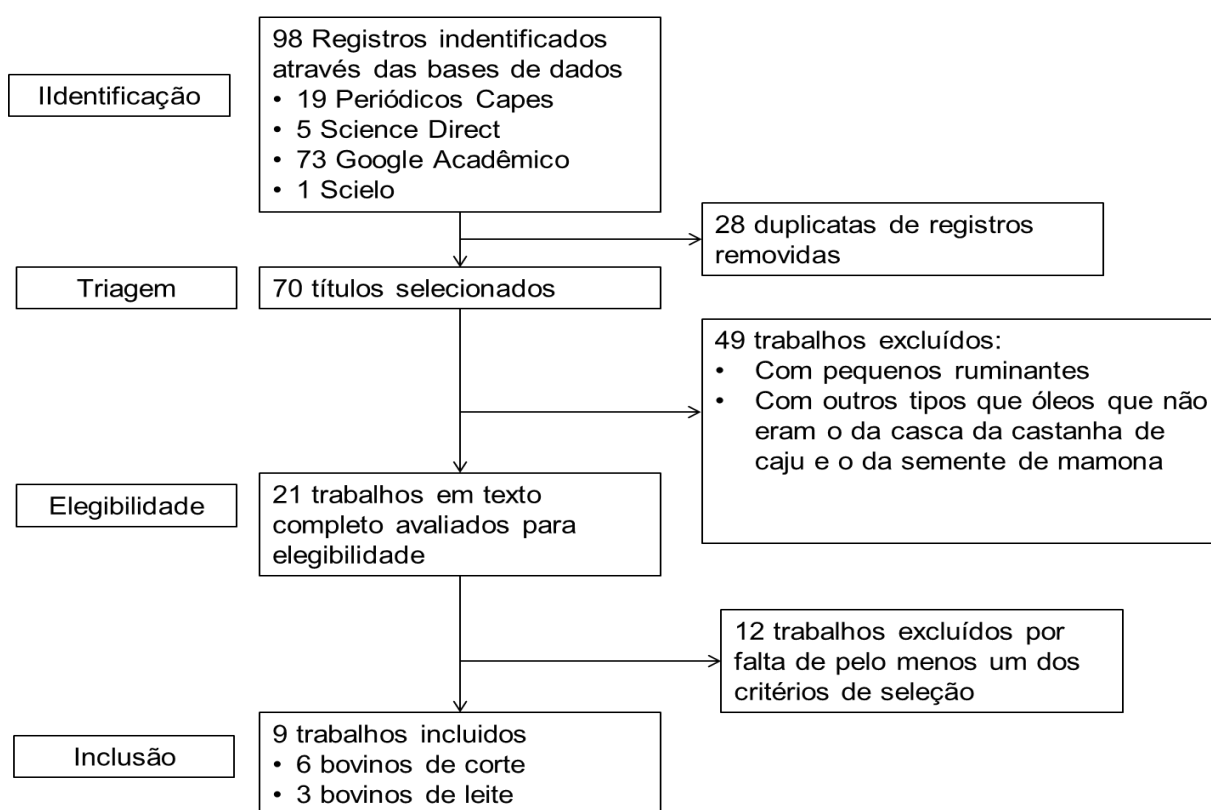 98 Registros indentificados
através das bases de dados
• 19 Periódicos Capes
• 5 Science Direct
• 73 Google Acadêmico
• 1 Scielo
IIdentificação
28 duplicatas de registros
removidas
Triagem
70 títulos selecionados
49 trabalhos excluídos:
• Com pequenos ruminantes
• Com outros tipos que óleos que não
eram o da casca da castanha de
caju e o da semente de mamona
Elegibilidade
21 trabalhos em texto
completo avaliados para
elegibilidade
12 trabalhos excluídos por
falta de pelo menos um dos
critérios de seleção
Inclusão
9 trabalhos incluidos
• 6 bovinos de corte
• 3 bovinos de leite